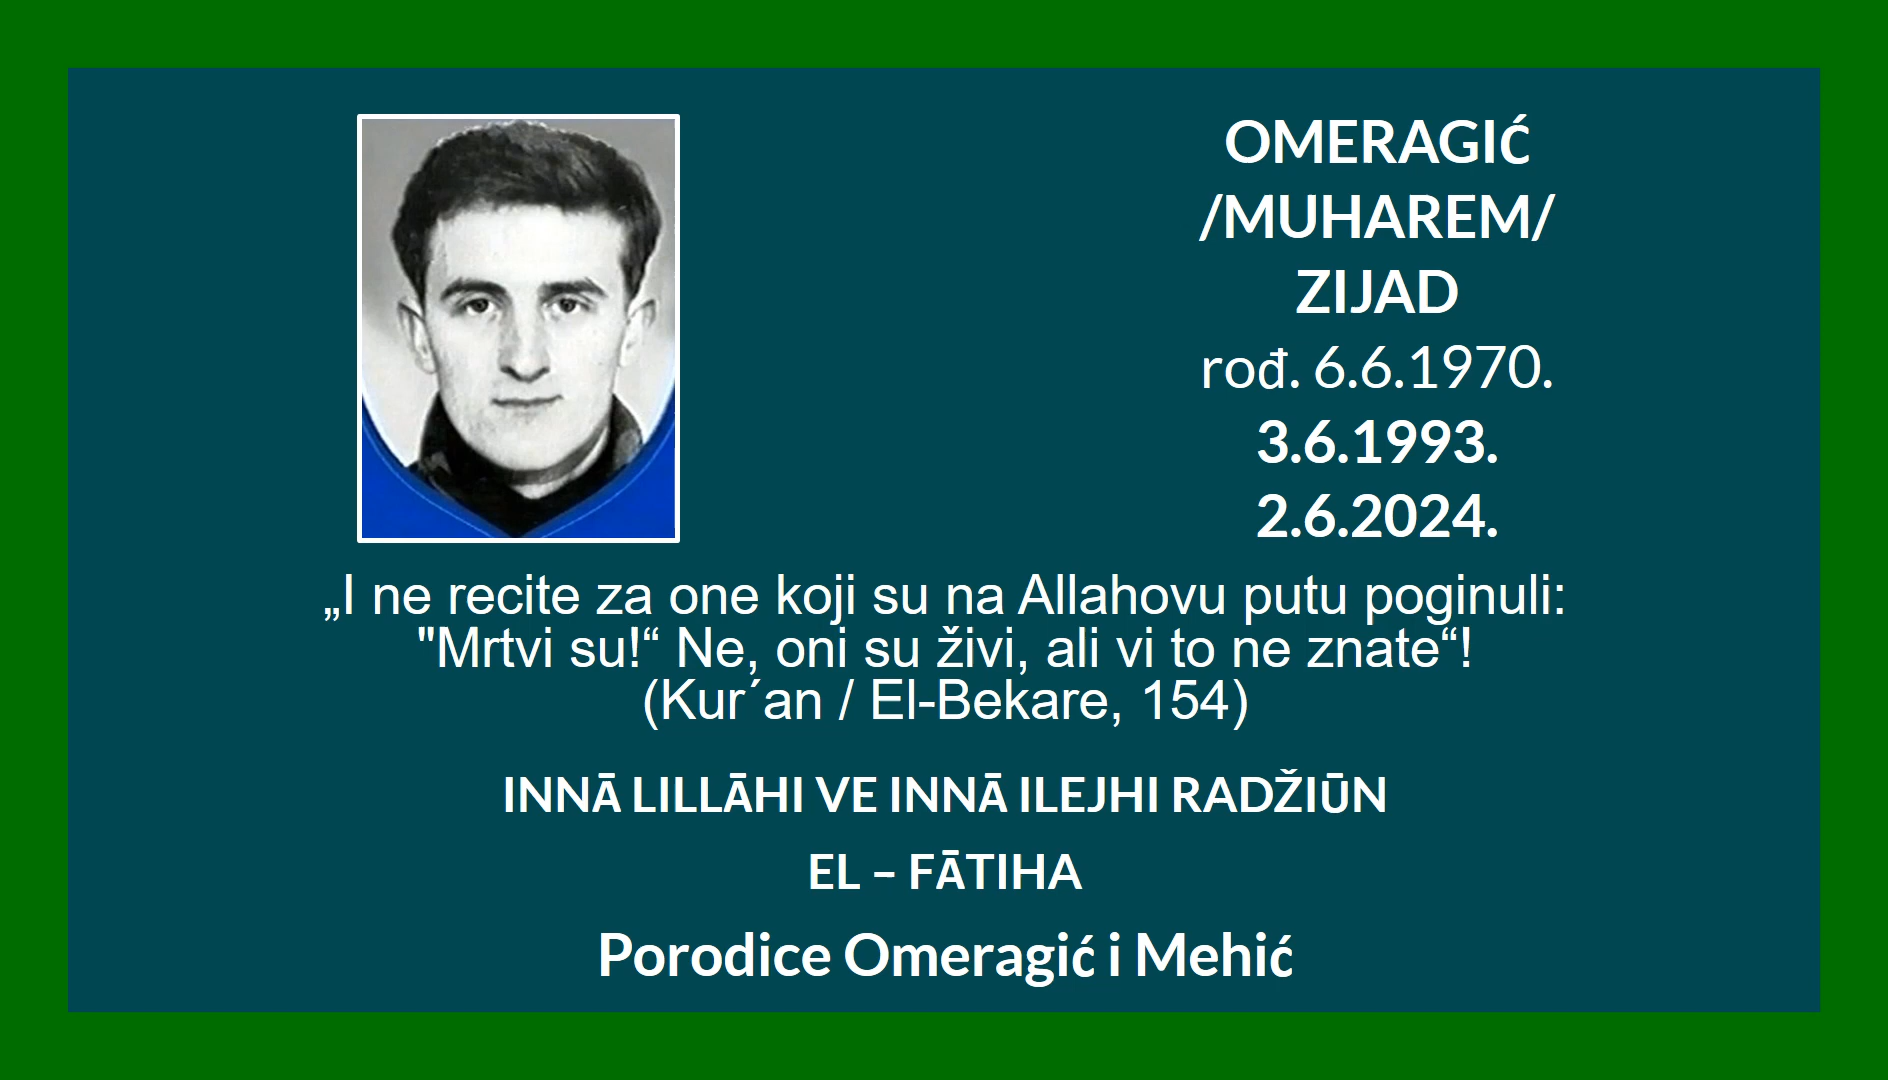 OMERAGIĆ
/MUHAREM/
ZIJAD
rođ. 6.6.1970.
3.6.1993.
2.6.2024.
„I ne recite za one koji su na Allahovu putu poginuli:
"Mrtvi su!“ Ne, oni su živi, ali vi to ne znate“!
(Kur´an / El-Bekare, 154)
INNĀ LILLĀHI VE INNĀ ILEJHI RADŽIŪN
EL – FĀTIHA
Porodice Omeragić i Mehić